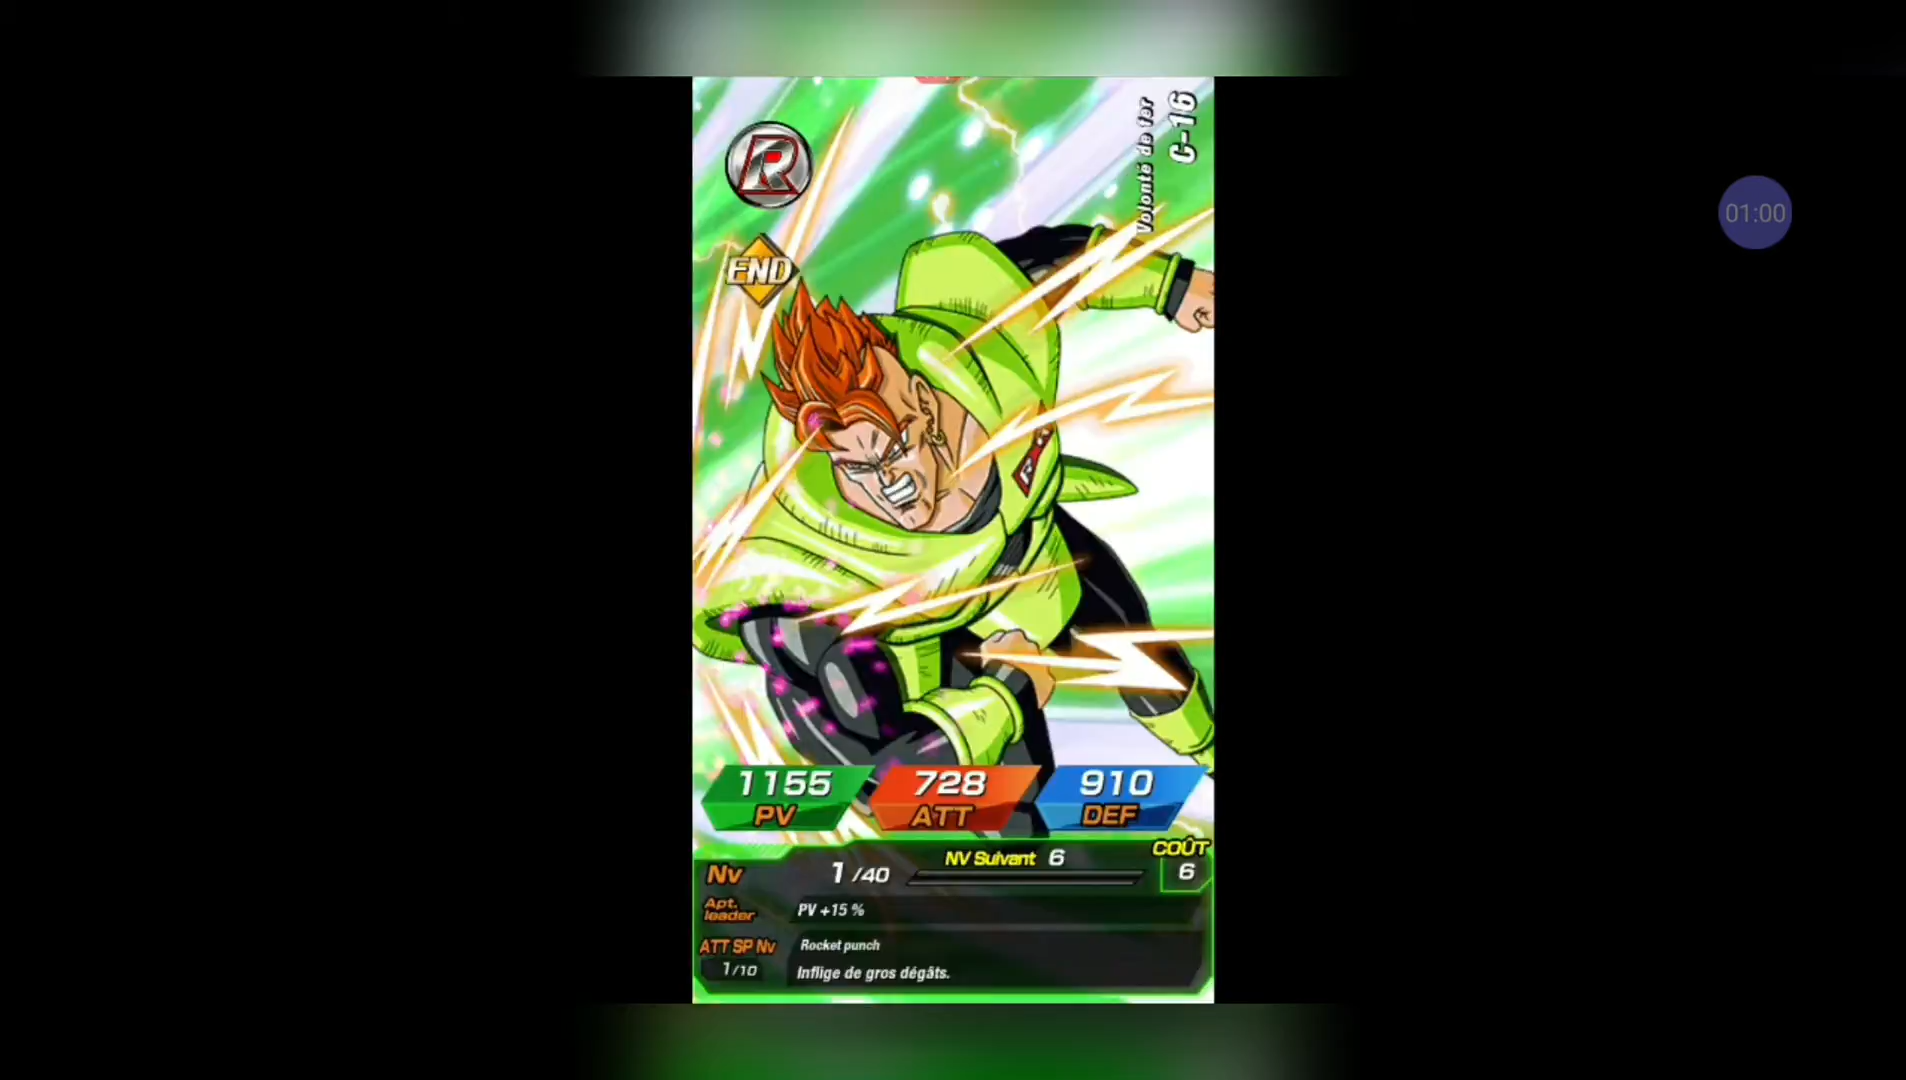 R
END
Volonté de fer
C-16
01:00
1155 728 910
PV ATT DEF
Nv 1/40 NV Suivant 6 COÛT 6
Apt. leader PV +15 %
ATT SP Nv Rocket punch
1/10 Inflige de gros dégâts.